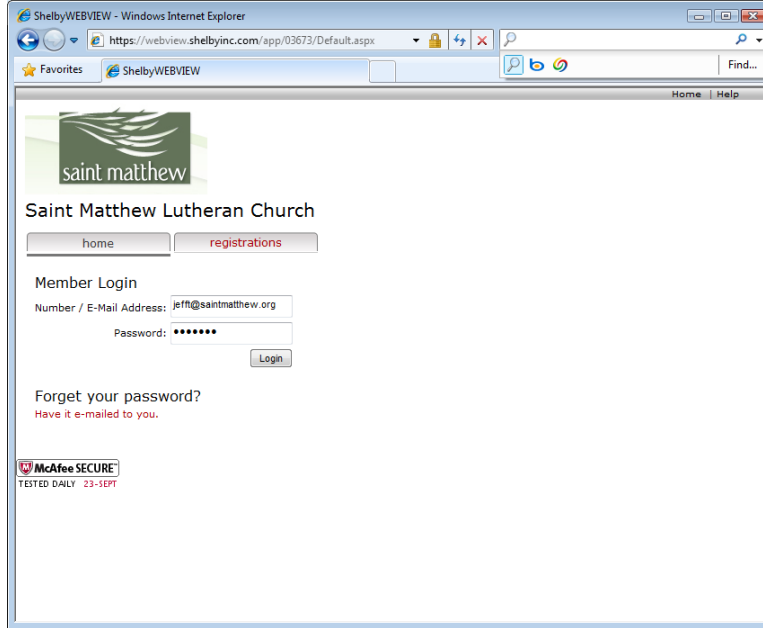 ShelbyWEBVIEW - Windows Internet Explorer
https://webview.shelbyinc.com/app/03673/Default.aspx
Favorites ShelbyWEBVIEW Find...
Home | Help
saint matthew
Saint Matthew Lutheran Church
home registrations
Member Login
Number / E-Mail Address: jefft@saintmatthew.org
Password: •••••••
Login
Forget your password?
Have it e-mailed to you.
McAfee SECURE™
TESTED DAILY 23-SEPT